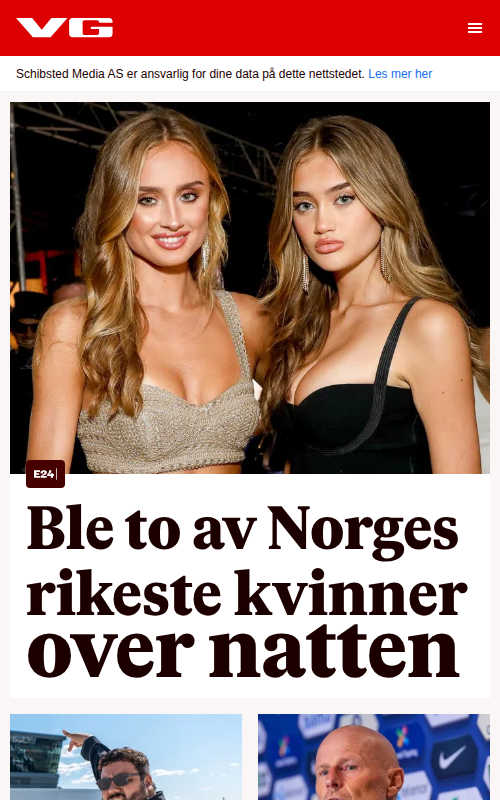 VG
Schibsted Media AS er ansvarlig for dine data på dette nettstedet. Les mer her
E24
Ble to av Norges
rikeste kvinner
over natten